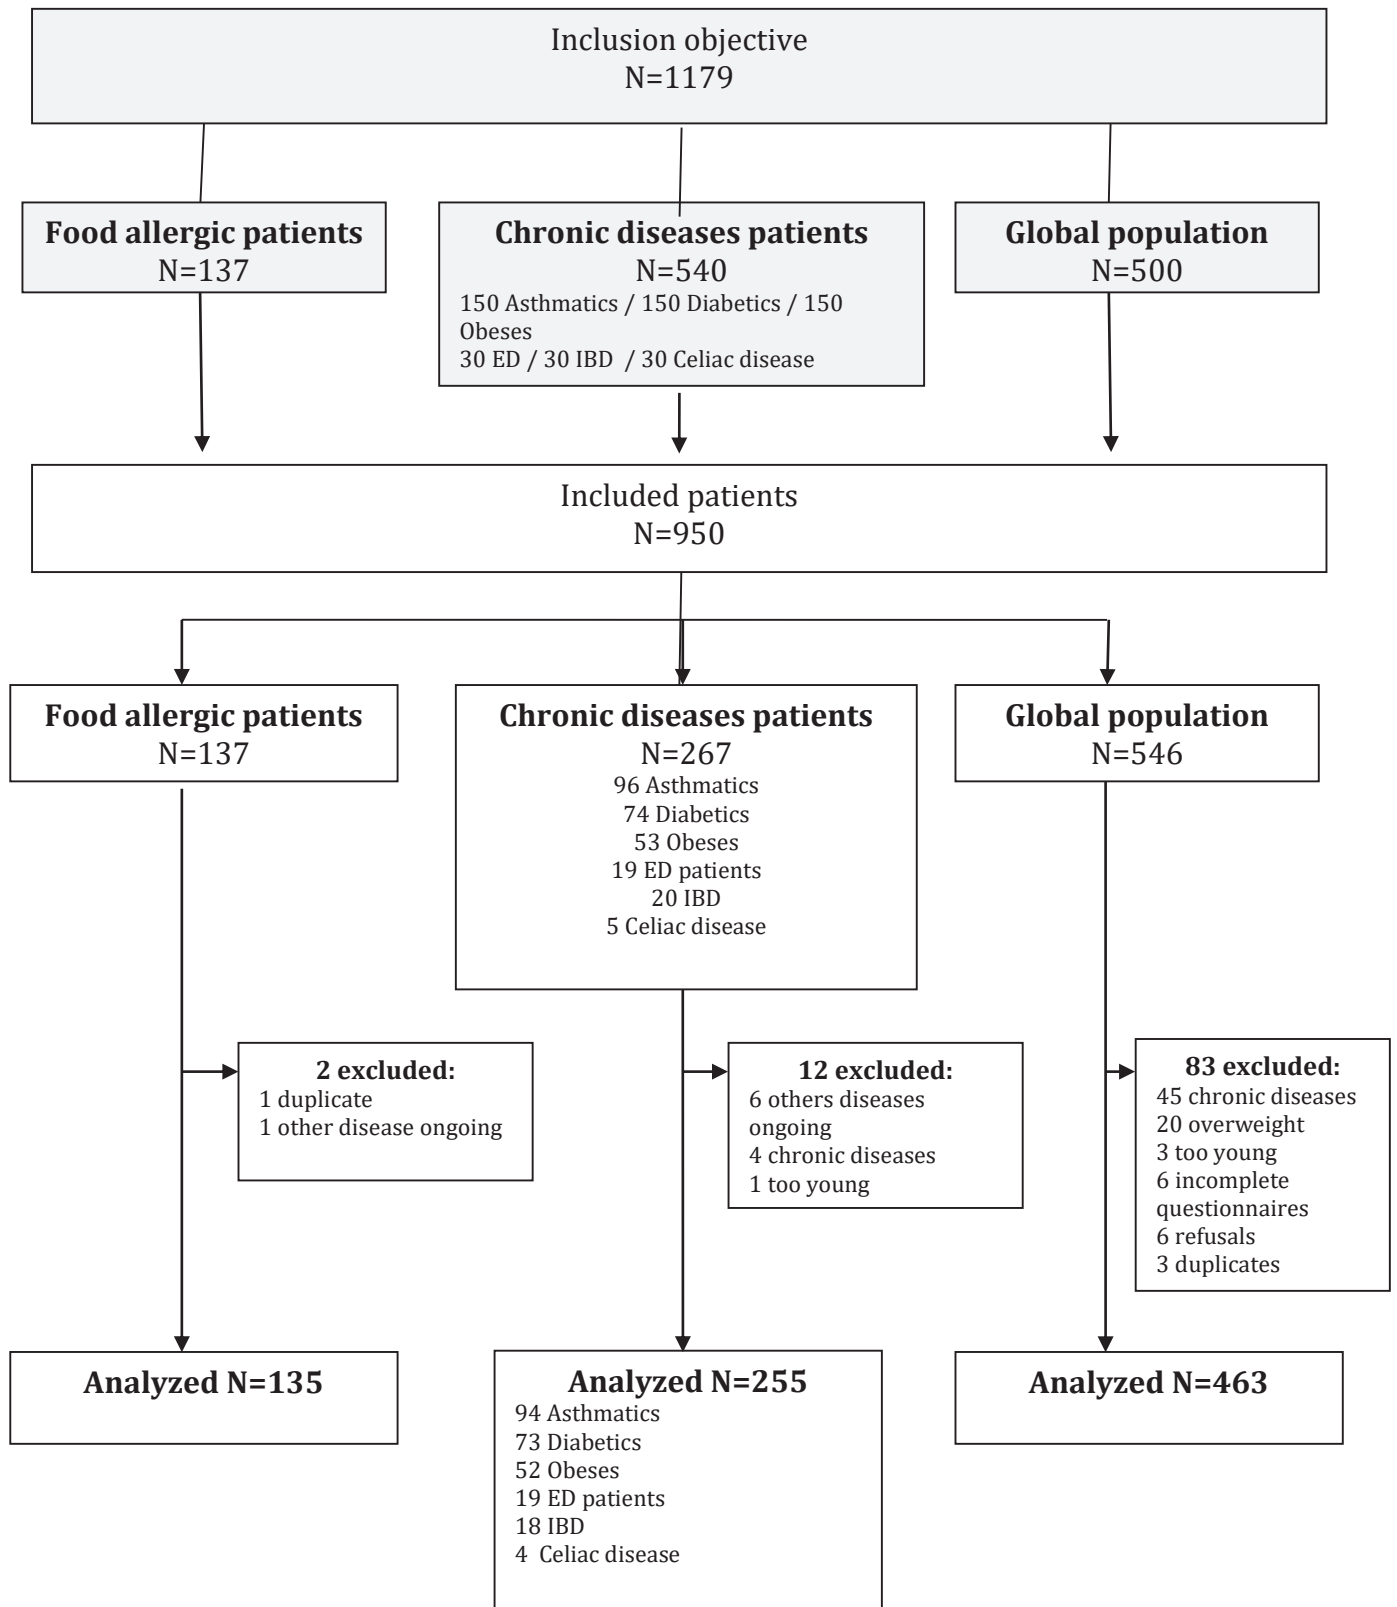 Inclusion objective
N=1179
Food allergic patients
N=137
Chronic diseases patients
N=540
150 Asthmatics / 150 Diabetics / 150
Obeses
30 ED / 30 IBD / 30 Celiac disease
Global population
N=500
Included patients
N=950
Food allergic patients
N=137
Chronic diseases patients
N=267
96 Asthmatics
74 Diabetics
53 Obeses
19 ED patients
20 IBD
5 Celiac disease
Global population
N=546
2 excluded:
1 duplicate
1 other disease ongoing
12 excluded:
6 others diseases
ongoing
4 chronic diseases
1 too young
83 excluded:
45 chronic diseases
20 overweight
3 too young
6 incomplete
questionnaires
6 refusals
3 duplicates
Analyzed N=135
Analyzed N=255
94 Asthmatics
73 Diabetics
52 Obeses
19 ED patients
18 IBD
4 Celiac disease
Analyzed N=463